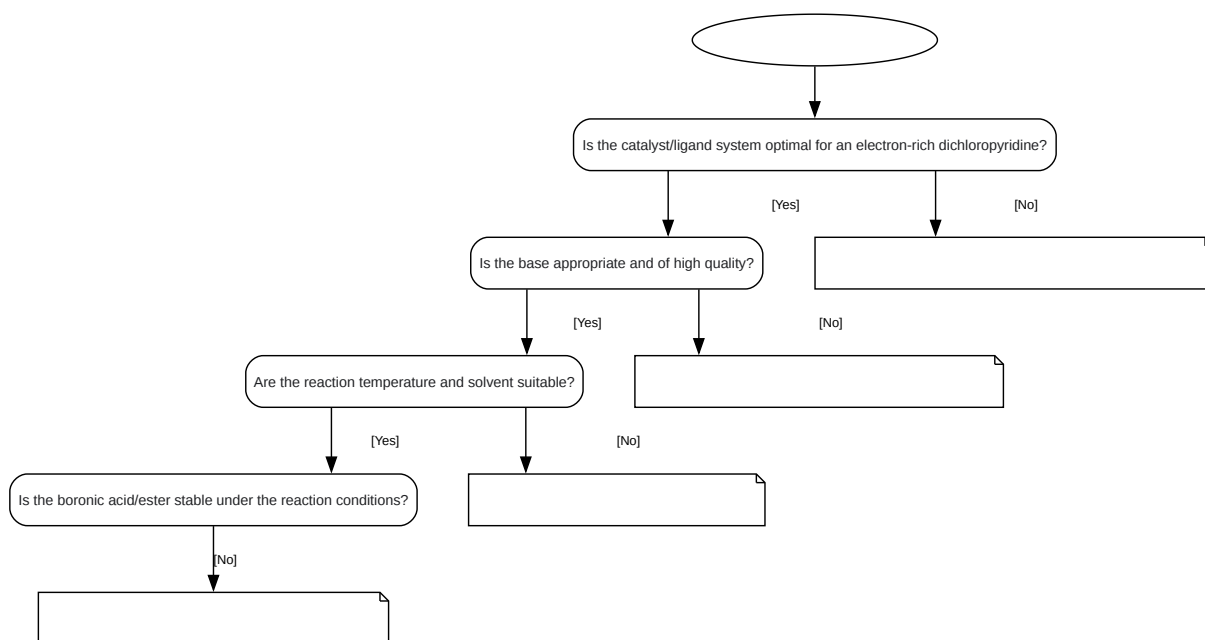 Is the catalyst/ligand system optimal for an electron-rich dichloropyridine?
[Yes]
[No]
Is the base appropriate and of high quality?
[Yes]
[No]
Are the reaction temperature and solvent suitable?
[Yes]
[No]
Is the boronic acid/ester stable under the reaction conditions?
[No]